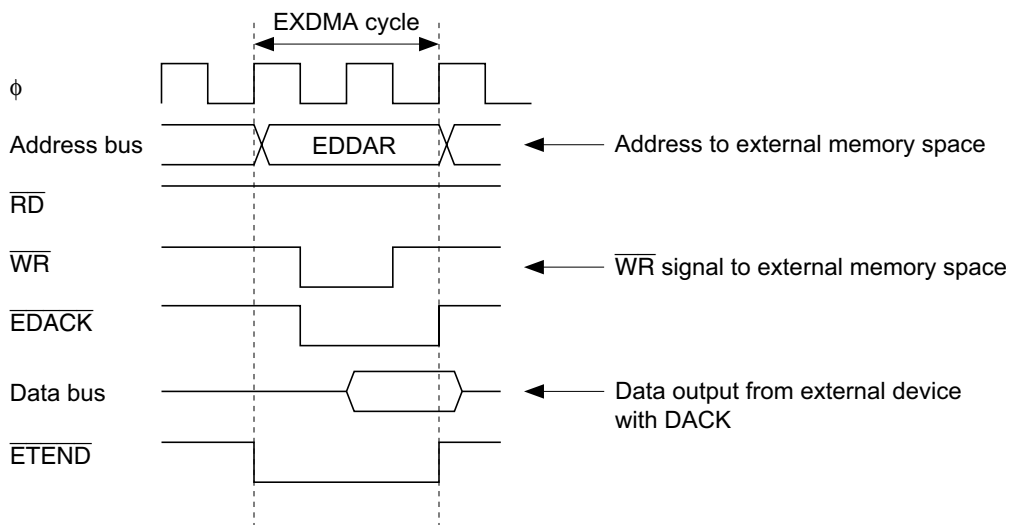 EXDMA cycle
ϕ
Address bus
EDDAR
Address to external memory space
RD
WR
WR signal to external memory space
EDACK
Data bus
Data output from external device
with DACK
ETEND